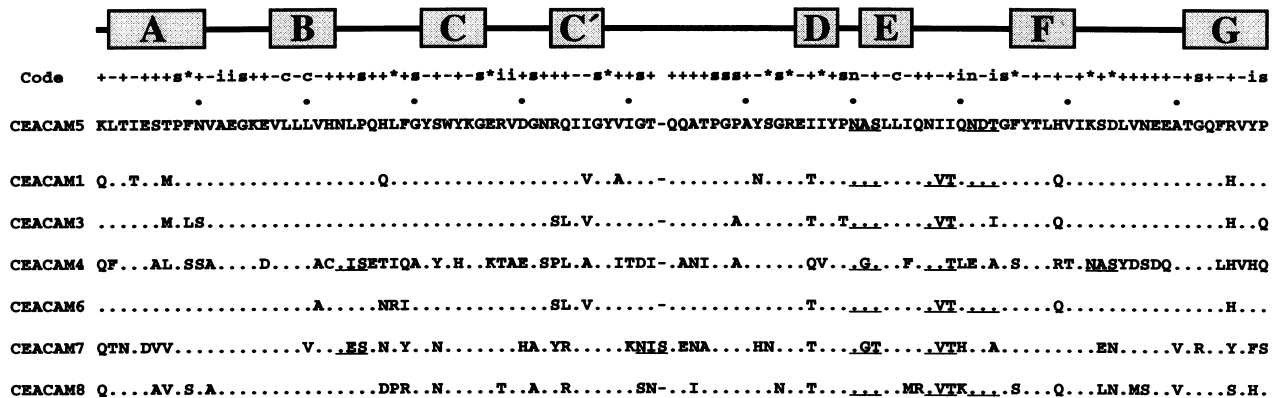 A B C C´ D E F G
Code +-+-+++s*+-iis++-c-c-+++s++*+s-+-+-s*ii+s+++--s*++s+ ++++sss+-*s*-+*+sn-+-c-++-+in-is*-+-+-+*+*++++++-+s+-+-is
CEACAM5 KLTIESTPFNVAEGKEVLLLVHNLPQHLFGYSWYKGERVDGNRQIIGYVIGT-QQATPGPAYSGREIIYPNASLLIQNIIQNDTGFYTLHVIKSDLVNEEATGQFRVYP
CEACAM1 Q..T..M...................Q..................V..A...-........N....T...........VT.........Q...............H...
CEACAM3 ......M.LS................................SL.V......-......A......T..T........VT...I.....Q...............H..Q
CEACAM4 QF...AL.SSA....D....AC.ISETIQA.Y.H..KTAE.SPL.A..ITDI-.ANI..A......QV...G...F...TLE.A.S...RT.NASYDSDQ....LHVHQ
CEACAM6 ....................A.....NRI.............SL.V......-.............T...........VT.........Q...............H...
CEACAM7 QTN.DVV............V...ES.N.Y..N.......HA.YR.....KNIS.ENA...HN....T....GT.....VTH..A.........EN.....V.R..Y.FS
CEACAM8 Q....AV.S.A...............DPR..N.....T..A..R......SN-..I.......N..T.......MR..VTK....S...Q...LN.MS..V....S.H.